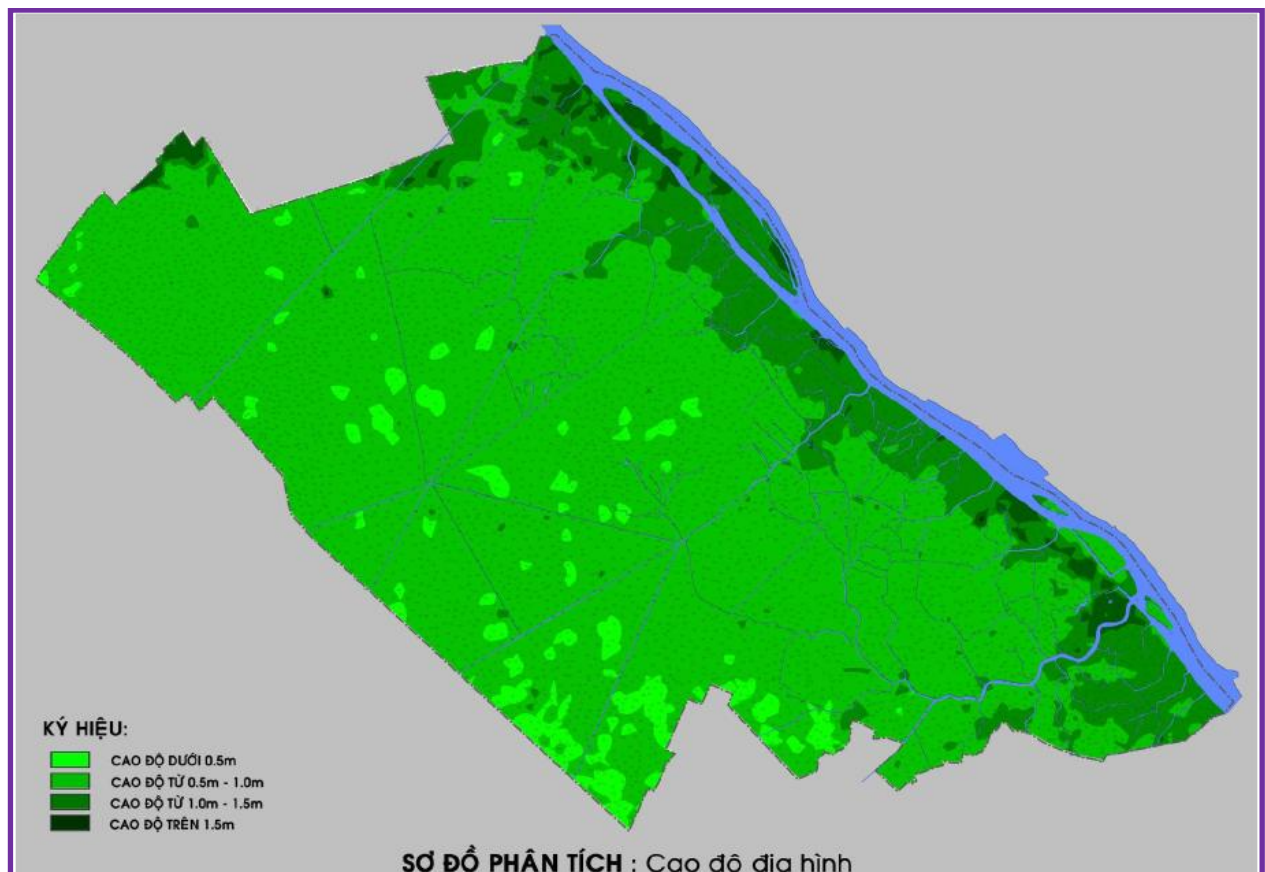 KÝ HIỆU:
CAO ĐỘ DƯỚI 0.5m
CAO ĐỘ TỪ 0.5m - 1.0m
CAO ĐỘ TỪ 1.0m - 1.5m
CAO ĐỘ TRÊN 1.5m
SƠ ĐỒ PHÂN TÍCH : Cao độ địa hình